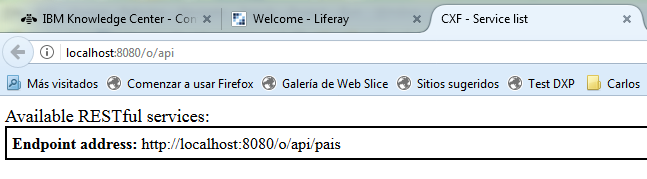 IBM Knowledge Center - Con
Welcome - Liferay
CXF - Service list
localhost:8080/o/api
Más visitados
Comenzar a usar Firefox
Galería de Web Slice
Sitios sugeridos
Test DXP
Carlos
Available RESTful services:
Endpoint address: http://localhost:8080/o/api/pais